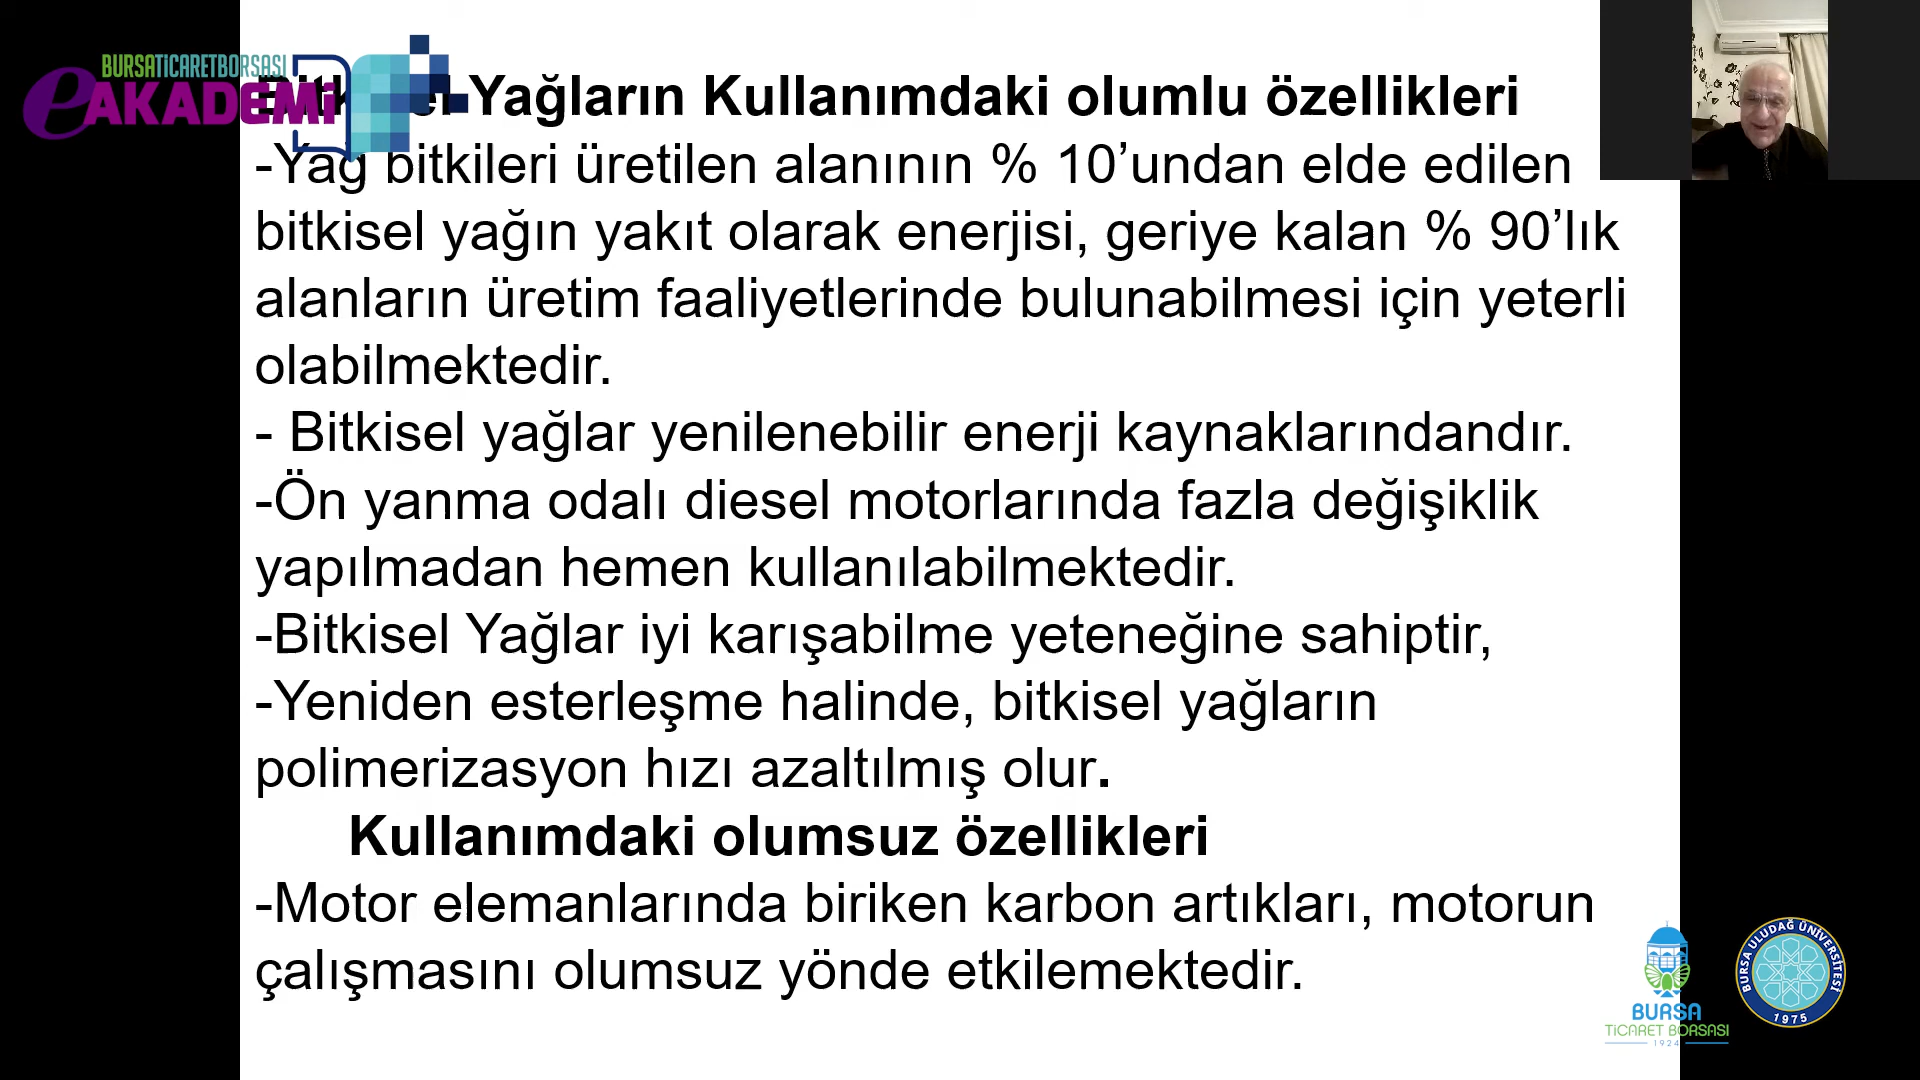 BURSATİCARETBORSASI
eAKADEMİ
Yağların Kullanımdaki olumlu özellikleri
-Yağ bitkileri üretilen alanının % 10’undan elde edilen
bitkisel yağın yakıt olarak enerjisi, geriye kalan % 90’lık
alanların üretim faaliyetlerinde bulunabilmesi için yeterli
olabilmektedir.
- Bitkisel yağlar yenilenebilir enerji kaynaklarındandır.
-Ön yanma odalı diesel motorlarında fazla değişiklik
yapılmadan hemen kullanılabilmektedir.
-Bitkisel Yağlar iyi karışabilme yeteneğine sahiptir,
-Yeniden esterleşme halinde, bitkisel yağların
polimerizasyon hızı azaltılmış olur.
Kullanımdaki olumsuz özellikleri
-Motor elemanlarında biriken karbon artıkları, motorun
çalışmasını olumsuz yönde etkilemektedir.
BURSA
TİCARET BORSASI
1924
BURSA ULUDAĞ ÜNİVERSİTESİ
1975